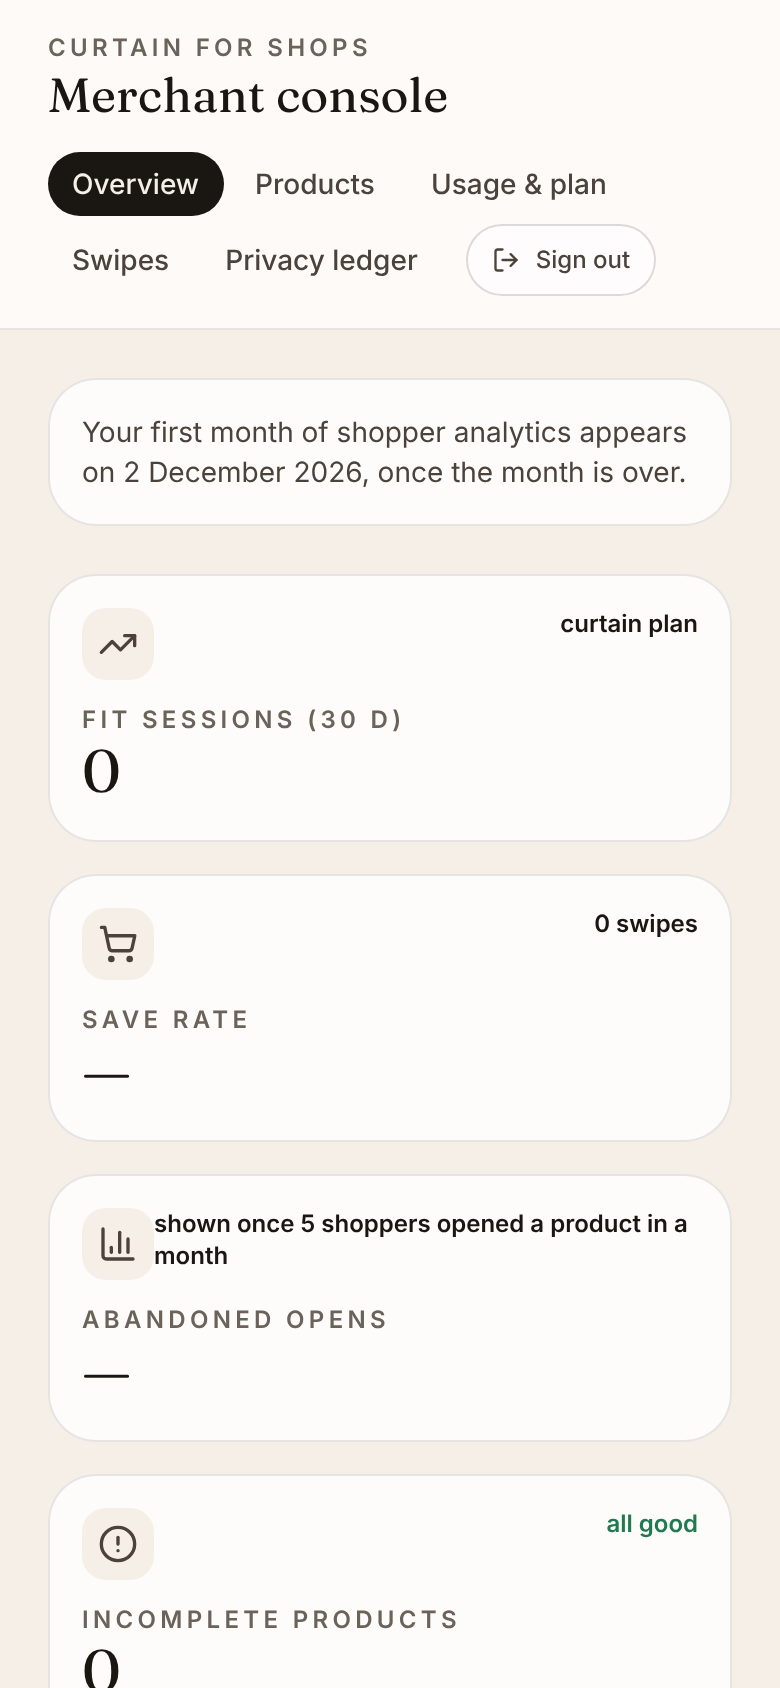 CURTAIN FOR SHOPS
Merchant console
Overview
Products
Usage & plan
Swipes
Privacy ledger
Sign out
Your first month of shopper analytics appears
on 2 December 2026, once the month is over.
curtain plan
FIT SESSIONS (30 D)
0
0 swipes
SAVE RATE
—
shown once 5 shoppers opened a product in a
month
ABANDONED OPENS
—
all good
INCOMPLETE PRODUCTS
0